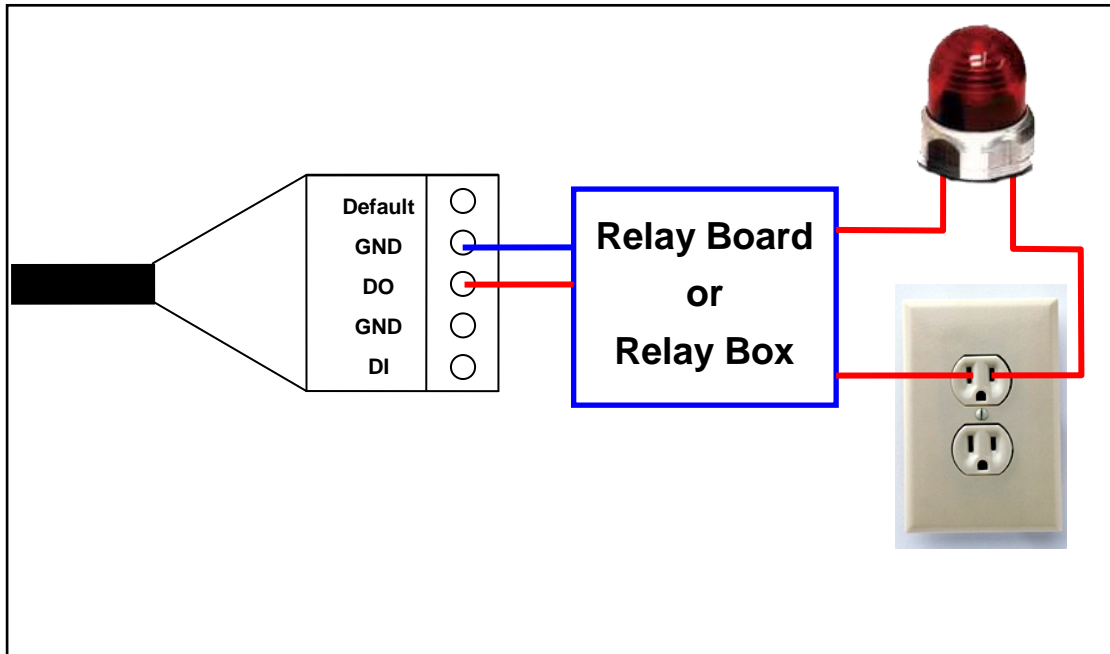 Default
GND
DO
GND
DI
Relay Board
or
Relay Box